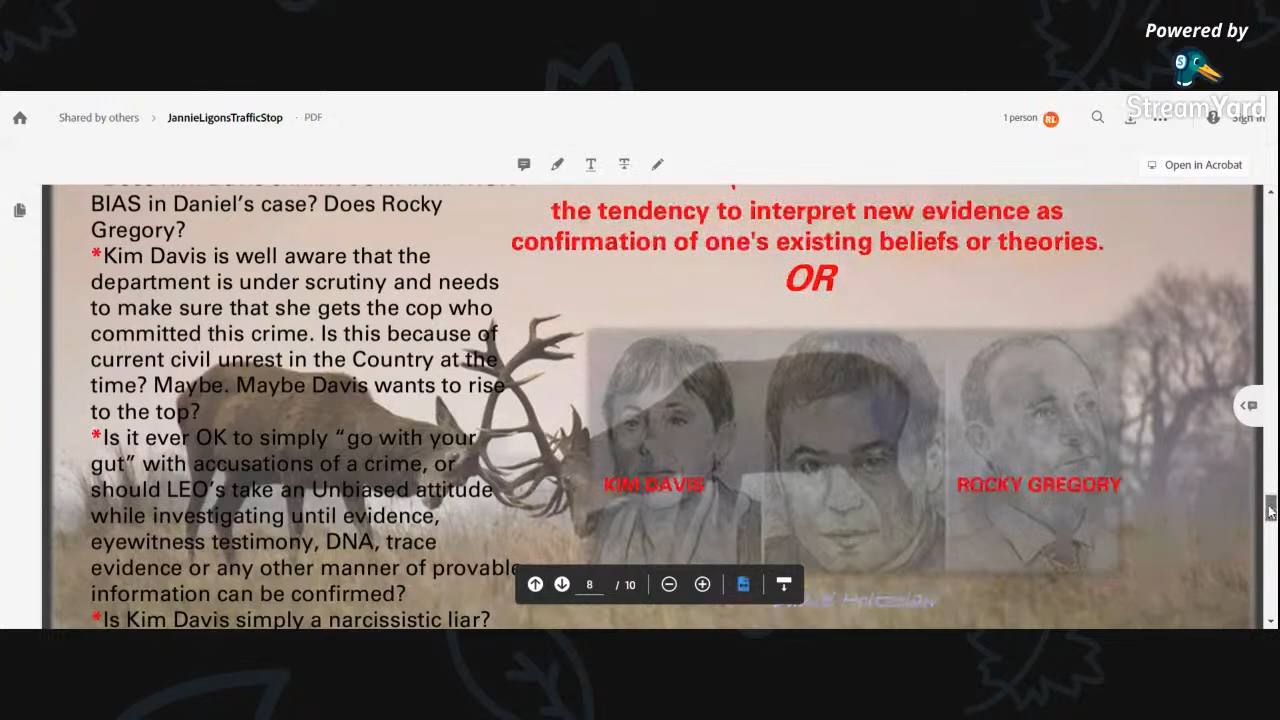 Powered by
StreamYard
Shared by others > JannieLigonsTrafficStop · PDF
1 person RL
Sign in
Open in Acrobat
BIAS in Daniel’s case? Does Rocky
Gregory?
*Kim Davis is well aware that the
department is under scrutiny and needs
to make sure that she gets the cop who
committed this crime. Is this because of
current civil unrest in the Country at the
time? Maybe. Maybe Davis wants to rise
to the top?
*Is it ever OK to simply “go with your
gut” with accusations of a crime, or
should LEO’s take an Unbiased attitude
while investigating until evidence,
eyewitness testimony, DNA, trace
evidence or any other manner of provable
information can be confirmed?
*Is Kim Davis simply a narcissistic liar?
the tendency to interpret new evidence as
confirmation of one's existing beliefs or theories.
OR
KIM DAVIS
ROCKY GREGORY
8 / 10